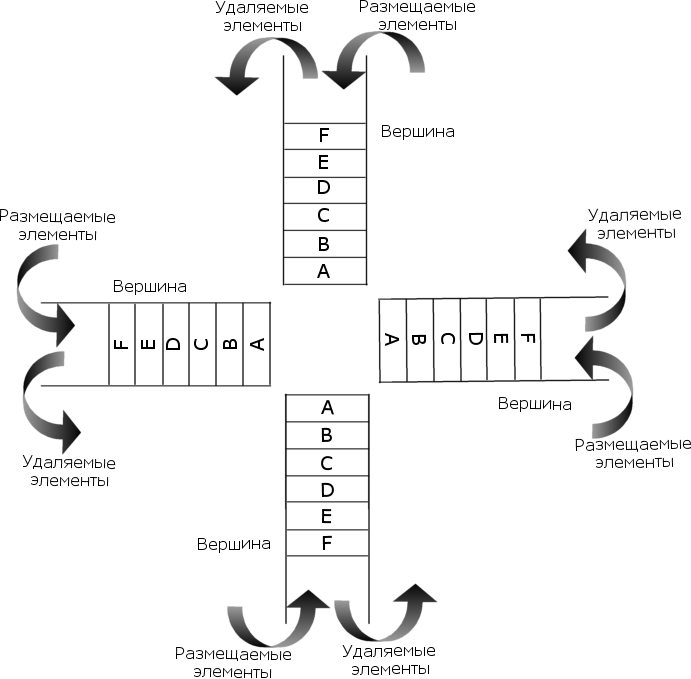 Удаляемые
элементы
Размещаемые
элементы
Вершина
F
E
D
C
B
A
Размещаемые
элементы
Вершина
F E D C B A
Удаляемые
элементы
Удаляемые
элементы
A B C D E F
Вершина
Размещаемые
элементы
A
B
C
D
E
F
Вершина
Размещаемые
элементы
Удаляемые
элементы